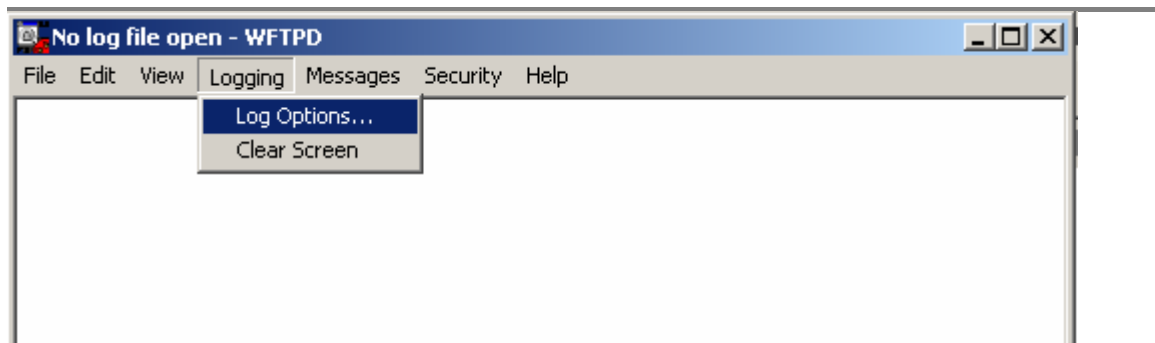 No log file open - WFTPD
File Edit View Logging Messages Security Help
Log Options...
Clear Screen